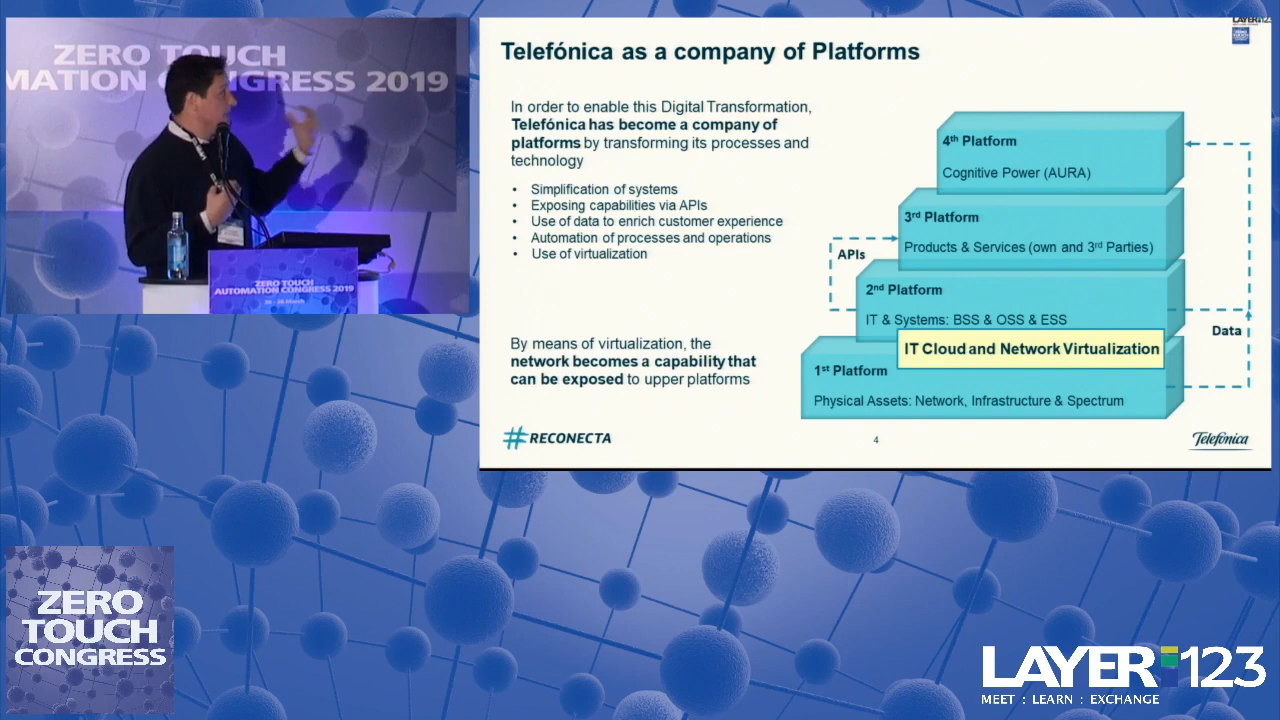 ZERO TOUCH
MATION CONGRESS 2019
ZERO TOUCH
AUTOMATION CONGRESS 2019
LAYER123
Telefónica as a company of Platforms
In order to enable this Digital Transformation,
Telefónica has become a company of
platforms by transforming its processes and
technology
• Simplification of systems
• Exposing capabilities via APIs
• Use of data to enrich customer experience
• Automation of processes and operations
• Use of virtualization
By means of virtualization, the
network becomes a capability that
can be exposed to upper platforms
4th Platform
Cognitive Power (AURA)
3rd Platform
Products & Services (own and 3rd Parties)
APIs
2nd Platform
IT & Systems: BSS & OSS & ESS
Data
IT Cloud and Network Virtualization
1st Platform
Physical Assets: Network, Infrastructure & Spectrum
#RECONECTA
4
Telefónica
ZERO
TOUCH
CONGRESS
LAYER123
MEET : LEARN : EXCHANGE